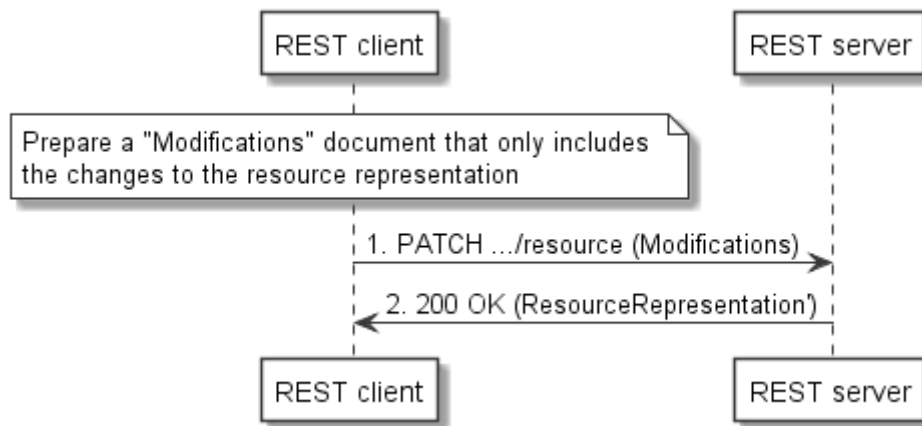 REST client
REST server
Prepare a "Modifications" document that only includes
the changes to the resource representation
1. PATCH .../resource (Modifications)
2. 200 OK (ResourceRepresentation')
REST client
REST server